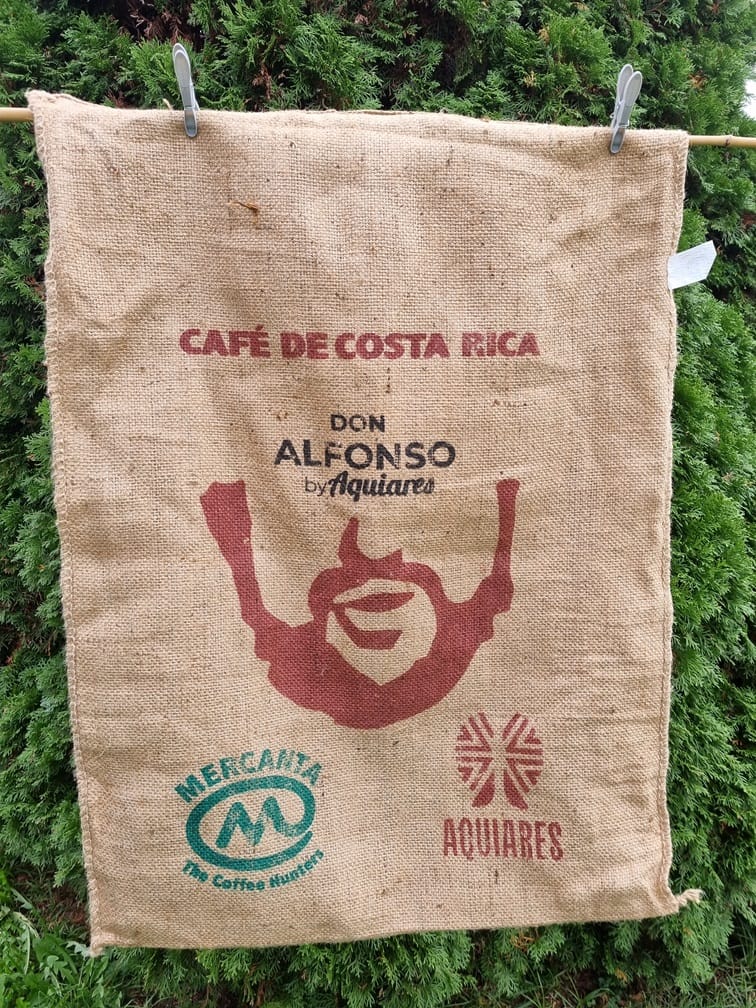 CAFÉ DE COSTA RICA
DON
ALFONSO
by Aquiares
MERCANTA
M
The Coffee Hunters
AQUIARES